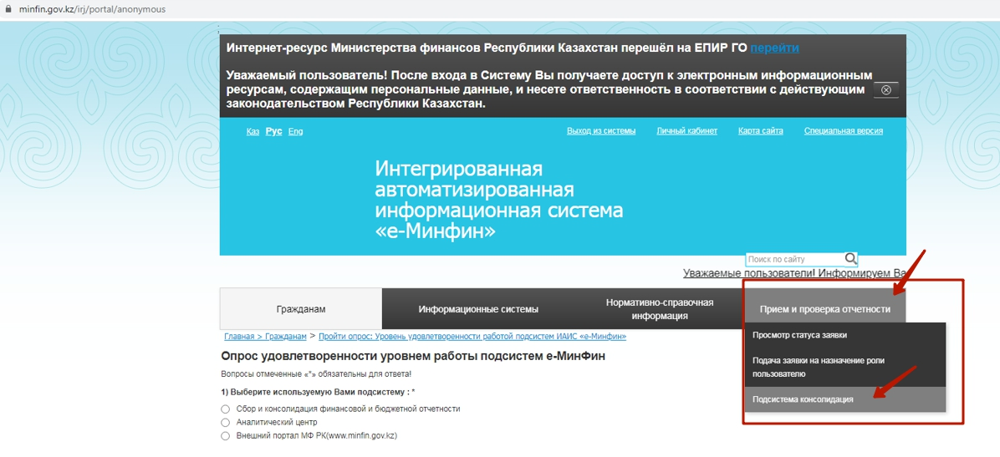 minfin.gov.kz/irj/portal/anonymous
Интернет-ресурс Министерства финансов Республики Казахстан перешёл на ЕПИР ГО перейти
Уважаемый пользователь! После входа в Систему Вы получаете доступ к электронным информационным
ресурсам, содержащим персональные данные, и несете ответственность в соответствии с действующим
законодательством Республики Казахстан.
Каз Рус Eng
Выход из системы Личный кабинет Карта сайта Специальная версия
Интегрированная
автоматизированная
информационная система
«е-Минфин»
Поиск по сайту
Уважаемые пользователи! Информируем Ва
Гражданам
Информационные системы
Нормативно-справочная
информация
Прием и проверка отчетности
Просмотр статуса заявки
Подача заявки на назначение роли
пользователю
Подсистема консолидация
Главная > Гражданам > Пройти опрос: Уровень удовлетворенности работой подсистем ИАИС «е-Минфин»
Опрос удовлетворенности уровнем работы подсистем е-МинФин
Вопросы отмеченные «*» обязательны для ответа!
1) Выберите используемую Вами подсистему : *
Сбор и консолидация финансовой и бюджетной отчетности
Аналитический центр
Внешний портал МФ РК(www.minfin.gov.kz)